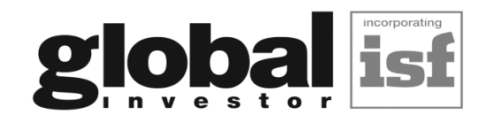 global
investor
incorporating
isf